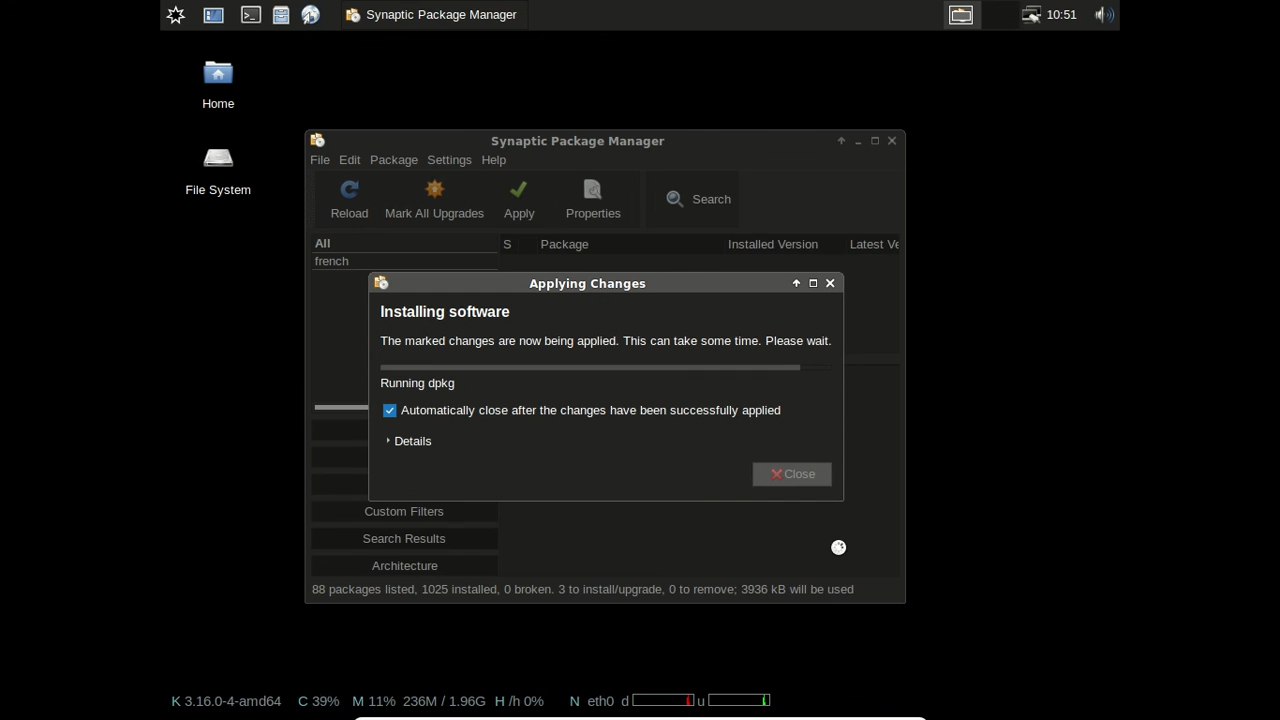 Synaptic Package Manager
10:51
Home
File System
Synaptic Package Manager
File Edit Package Settings Help
Reload Mark All Upgrades Apply Properties Search
All
S Package Installed Version Latest Ve
french
Applying Changes
Installing software
The marked changes are now being applied. This can take some time. Please wait.
Running dpkg
Automatically close after the changes have been successfully applied
Details
Close
Custom Filters
Search Results
Architecture
88 packages listed, 1025 installed, 0 broken. 3 to install/upgrade, 0 to remove; 3936 kB will be used
K 3.16.0-4-amd64 C 39% M 11% 236M / 1.96G H /h 0% N eth0 d u